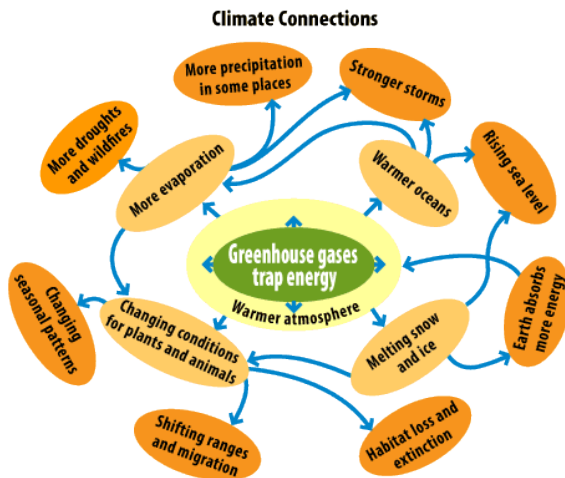 Climate Connections
More precipitation
in some places
Stronger storms
More droughts
and wildfires
More evaporation
Warmer oceans
Rising sea level
Greenhouse gases
trap energy
Warmer atmosphere
Changing
seasonal patterns
Changing conditions
for plants and animals
Melting snow
and ice
Earth absorbs
more energy
Shifting ranges
and migration
Habitat loss and
extinction